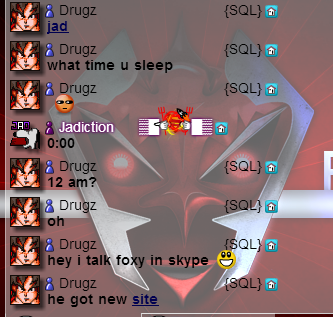 Drugz {SQL}
jad
Drugz {SQL}
what time u sleep
Drugz {SQL}
Jadiction
0:00
Drugz {SQL}
12 am?
Drugz {SQL}
oh
Drugz {SQL}
hey i talk foxy in skype
Drugz {SQL}
he got new site